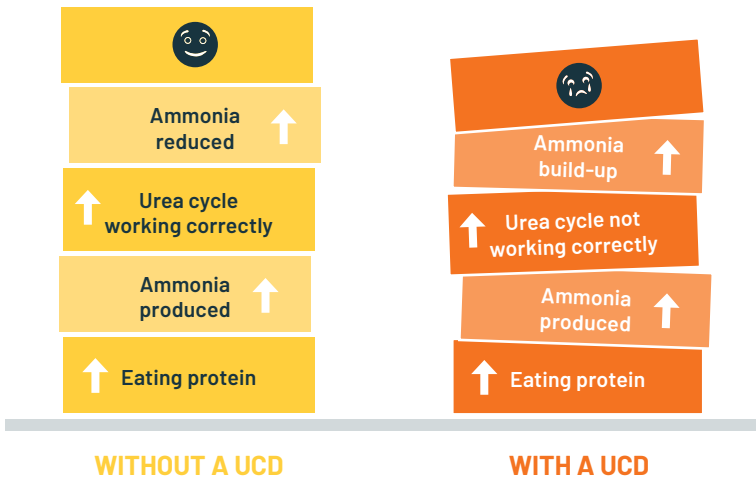 Ammonia
reduced
Urea cycle
working correctly
Ammonia
produced
Eating protein
WITHOUT A UCD
Ammonia
build-up
Urea cycle not
working correctly
Ammonia
produced
Eating protein
WITH A UCD